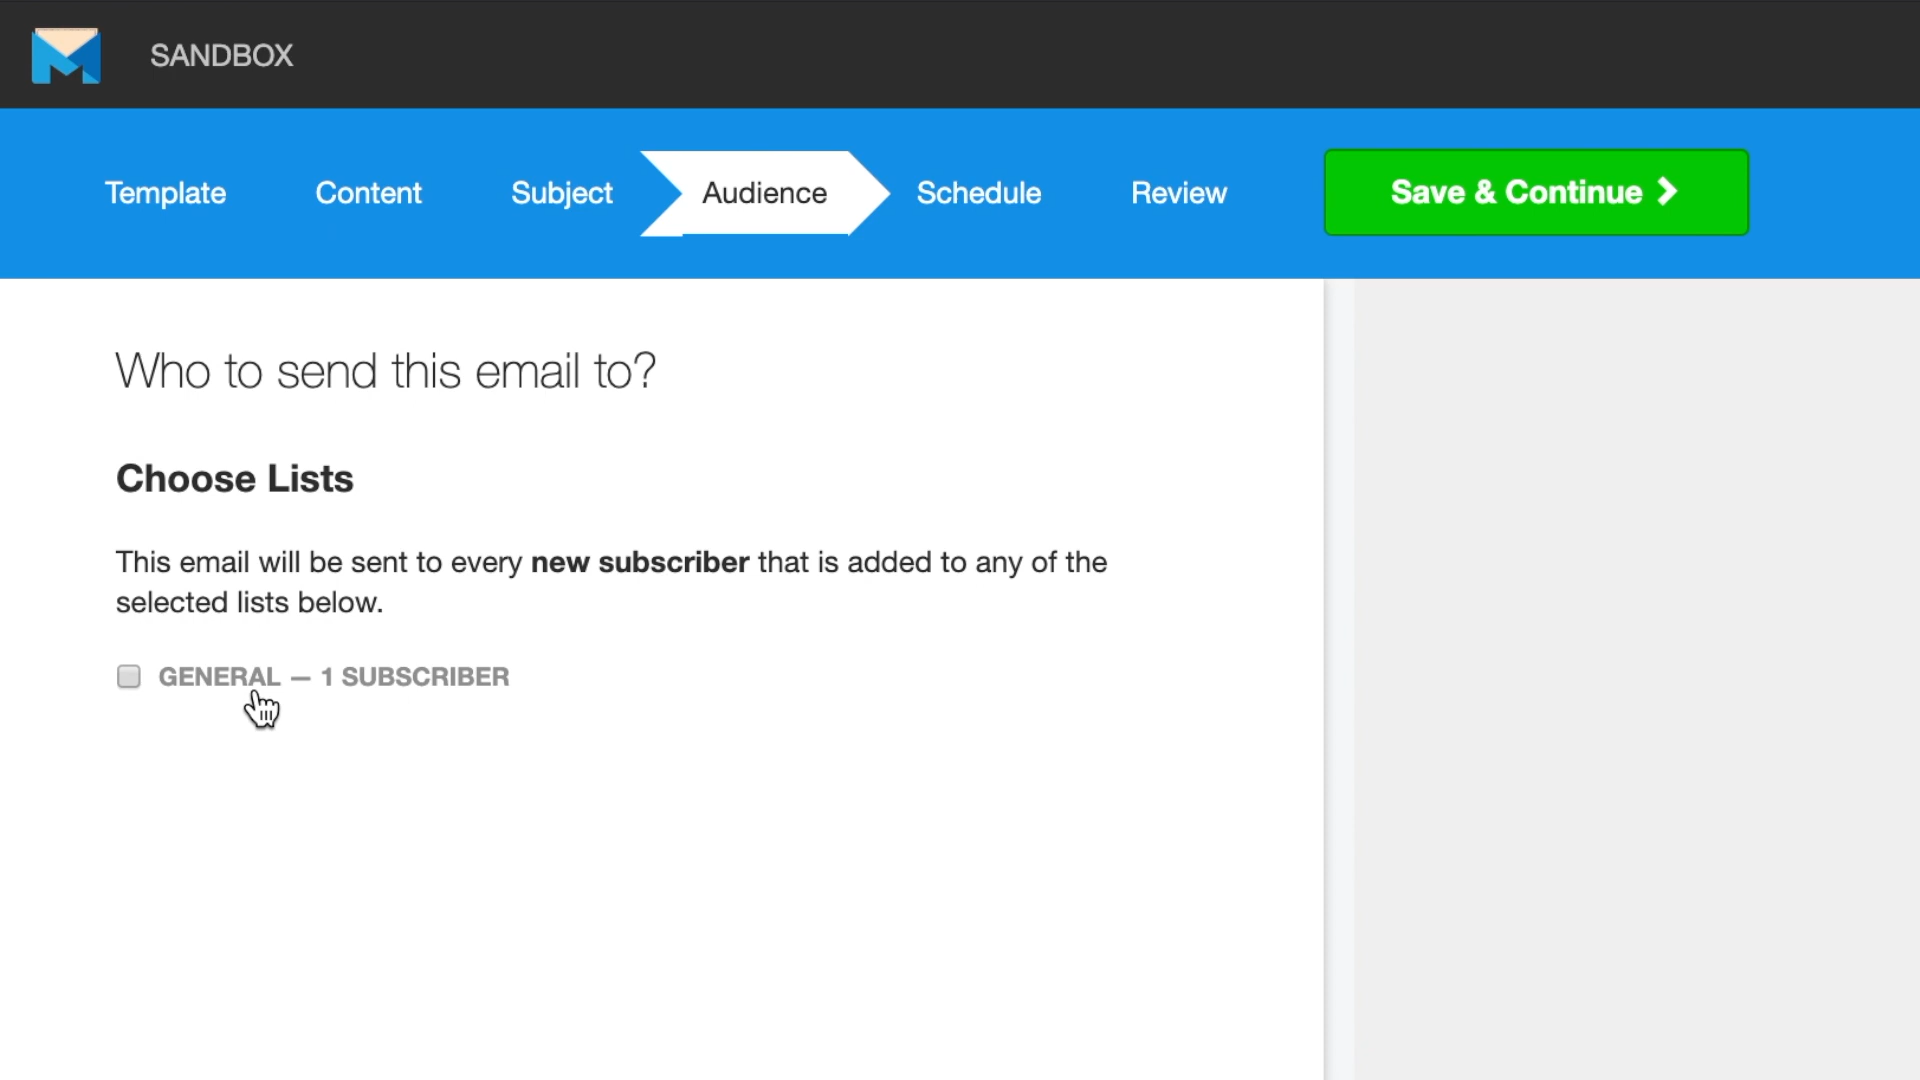 SANDBOX
Template Content Subject Audience Schedule Review Save & Continue
Who to send this email to?
Choose Lists
This email will be sent to every new subscriber that is added to any of the
selected lists below.
GENERAL — 1 SUBSCRIBER